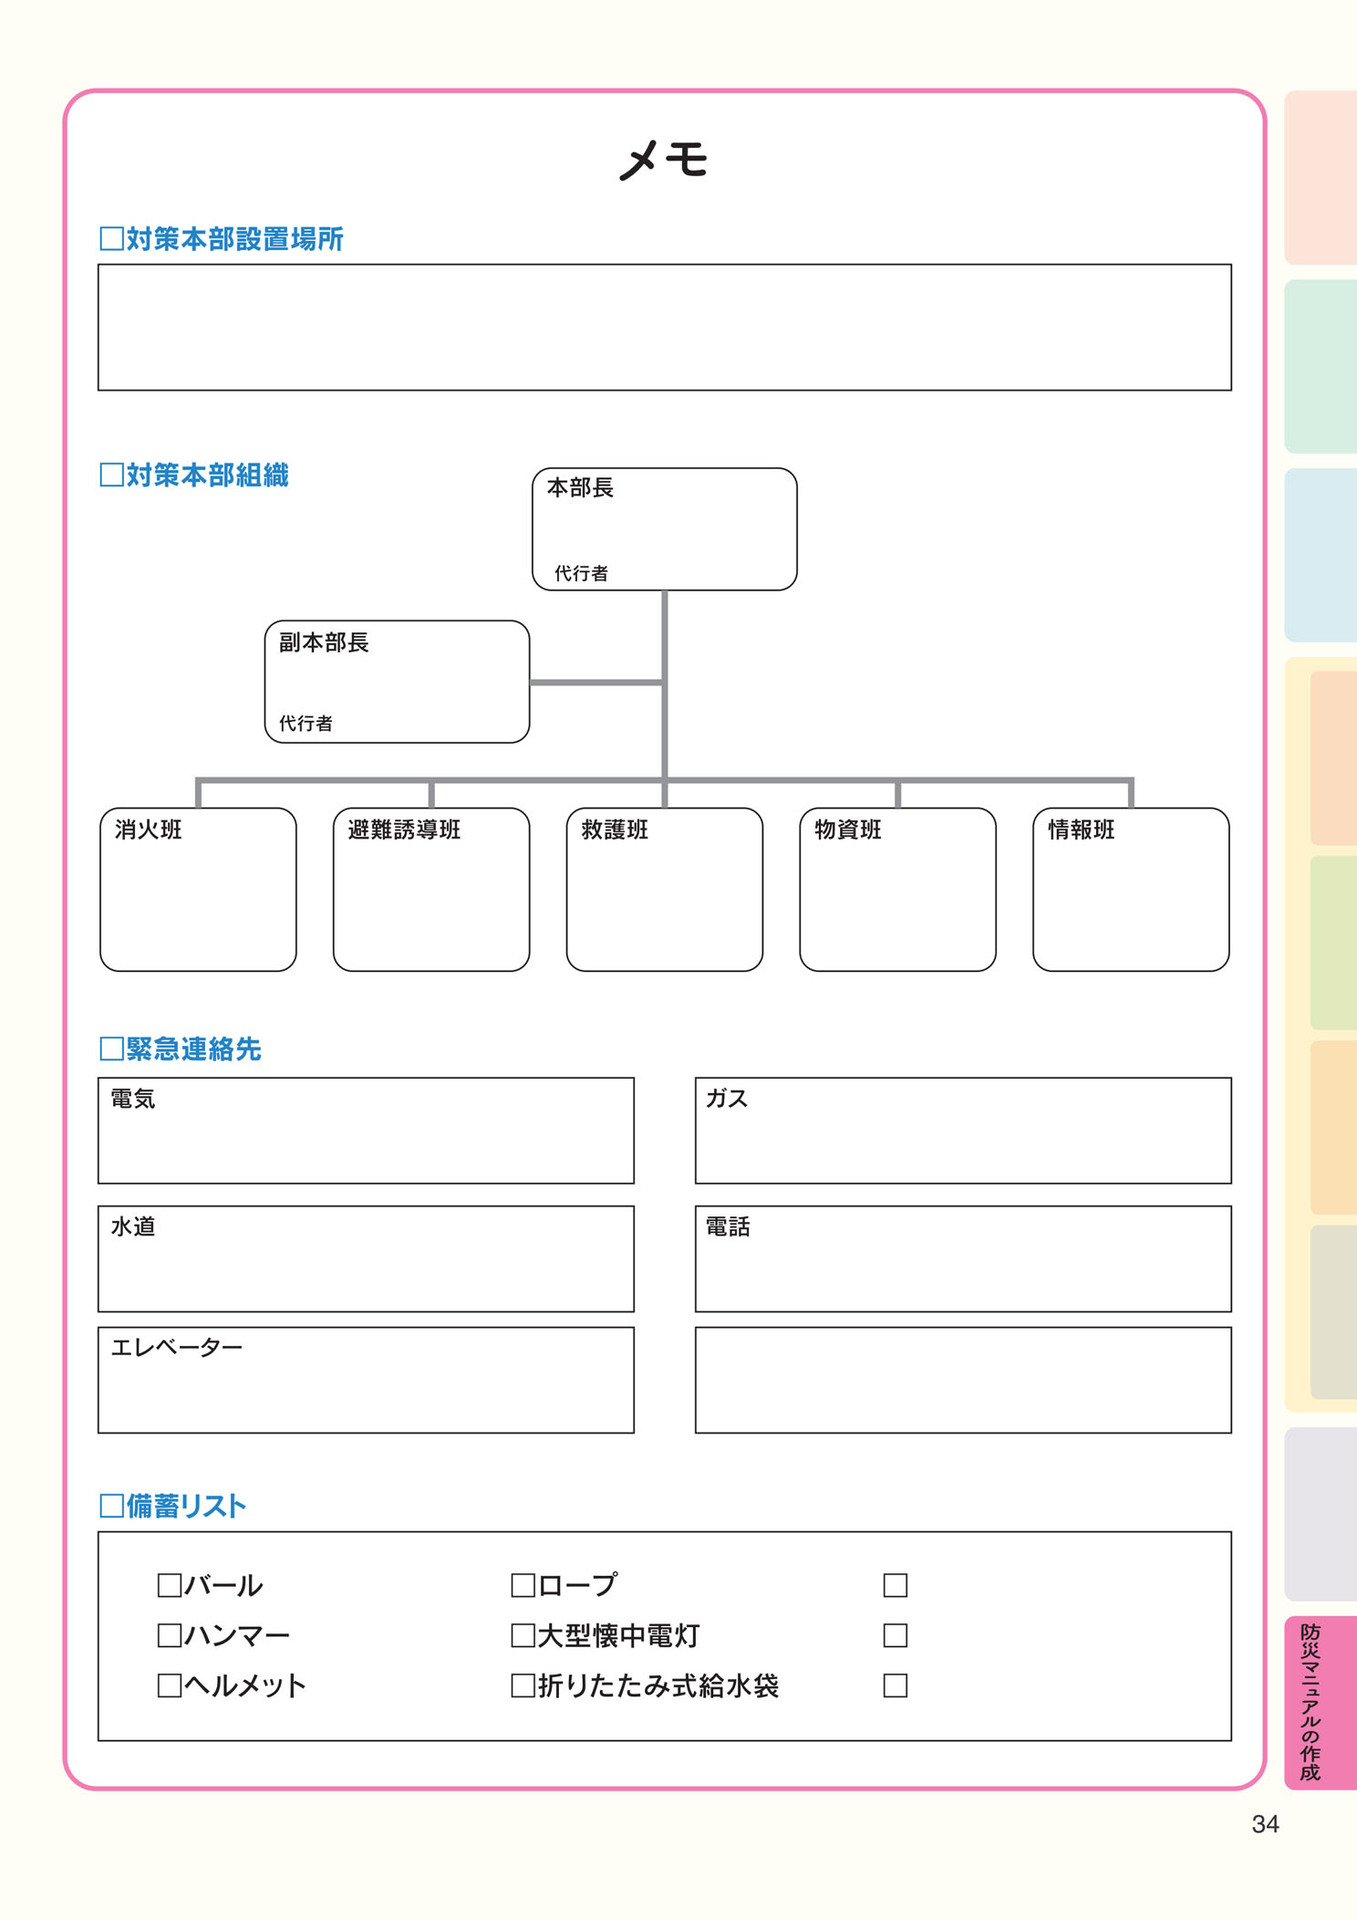 メモ
□対策本部設置場所
□対策本部組織
本部長
代行者
副本部長
代行者
消火班
避難誘導班
救護班
物資班
情報班
□緊急連絡先
電気
ガス
水道
電話
エレベーター
□備蓄リスト
□バール
□ロープ
□
□ハンマー
□大型懐中電灯
□
□ヘルメット
□折りたたみ式給水袋
□
防災マニュアルの作成
34